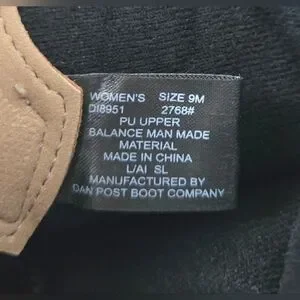 WOMEN'S SIZE 9M
DI8951 2768#
PU UPPER
BALANCE MAN MADE
MATERIAL
MADE IN CHINA
L/AI SL
MANUFACTURED BY
DAN POST BOOT COMPANY